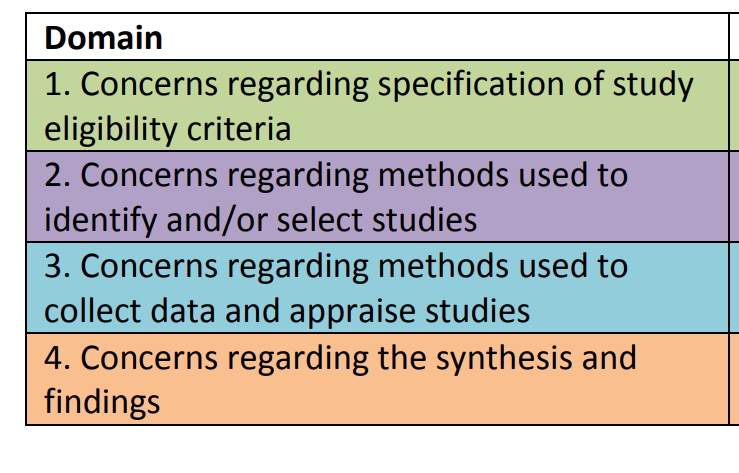 Domain
1. Concerns regarding specification of study
eligibility criteria
2. Concerns regarding methods used to
identify and/or select studies
3. Concerns regarding methods used to
collect data and appraise studies
4. Concerns regarding the synthesis and
findings